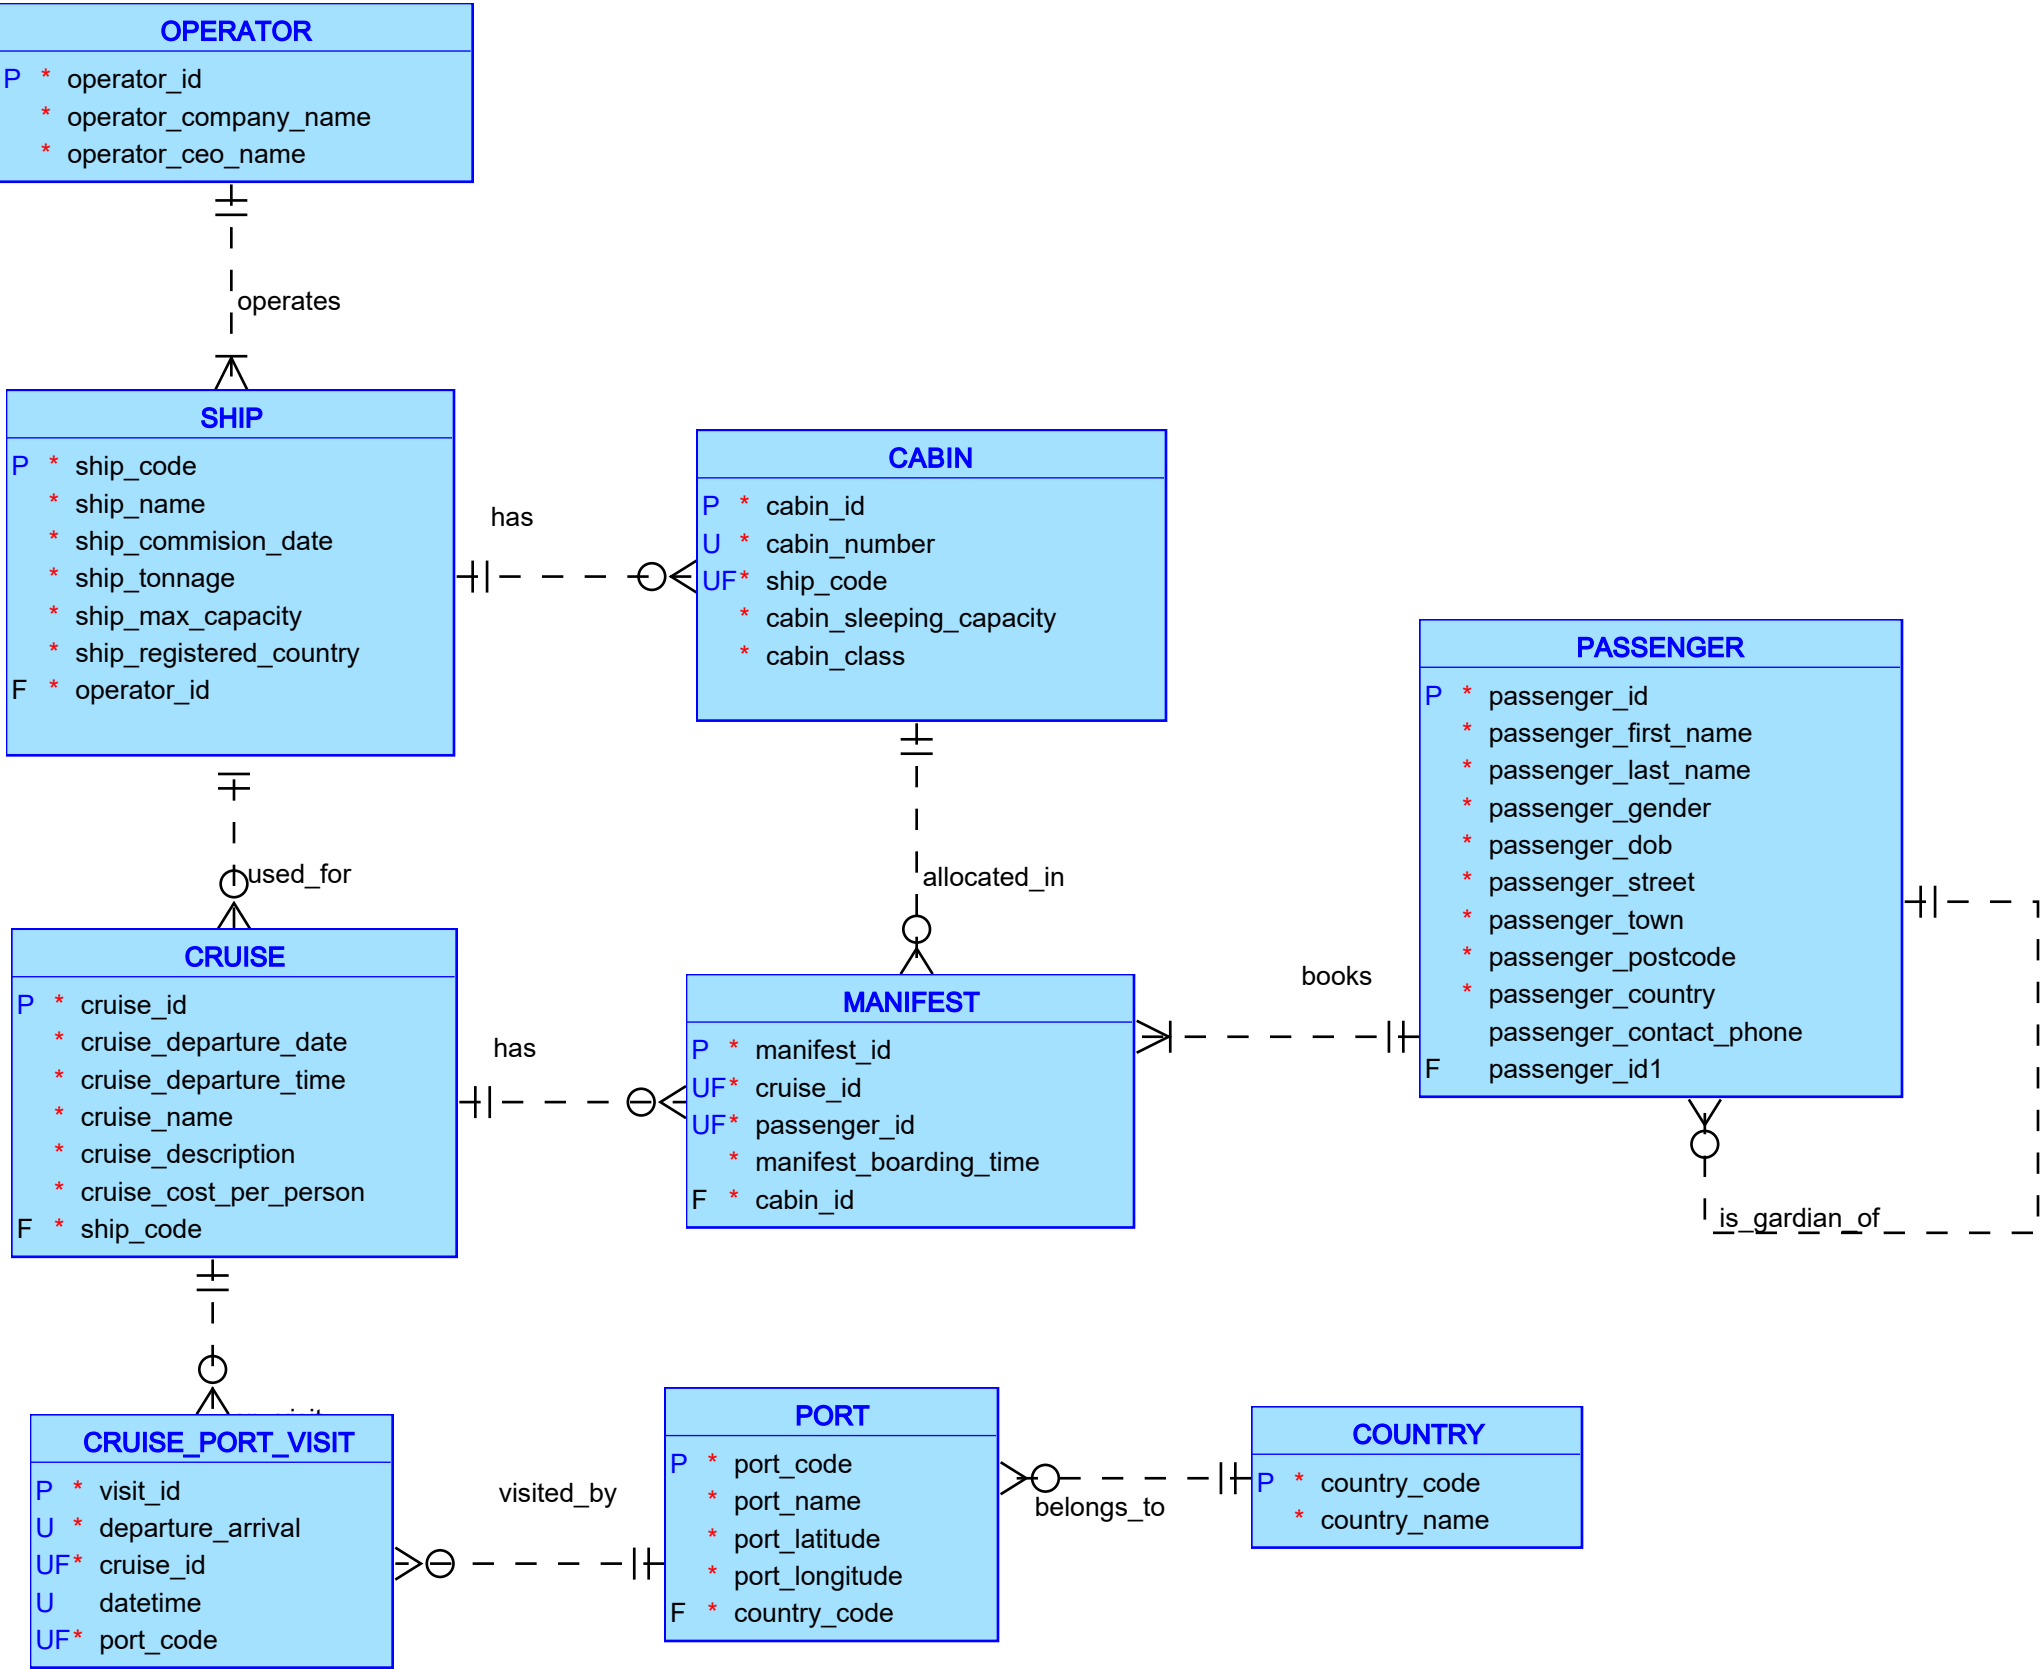 OPERATOR
P * operator_id
* operator_company_name
* operator_ceo_name
operates
SHIP
P * ship_code
* ship_name
* ship_commision_date
* ship_tonnage
* ship_max_capacity
* ship_registered_country
F * operator_id
has
CABIN
P * cabin_id
U * cabin_number
UF * ship_code
* cabin_sleeping_capacity
* cabin_class
PASSENGER
P * passenger_id
* passenger_first_name
* passenger_last_name
* passenger_gender
* passenger_dob
* passenger_street
* passenger_town
* passenger_postcode
* passenger_country
passenger_contact_phone
F passenger_id1
is_gardian_of
used_for
allocated_in
books
CRUISE
P * cruise_id
* cruise_departure_date
* cruise_departure_time
* cruise_name
* cruise_description
* cruise_cost_per_person
F * ship_code
has
MANIFEST
P * manifest_id
UF * cruise_id
UF * passenger_id
* manifest_boarding_time
F * cabin_id
CRUISE_PORT_VISIT
P * visit_id
U * departure_arrival
UF * cruise_id
U datetime
UF * port_code
visited_by
PORT
P * port_code
* port_name
* port_latitude
* port_longitude
F * country_code
belongs_to
COUNTRY
P * country_code
* country_name